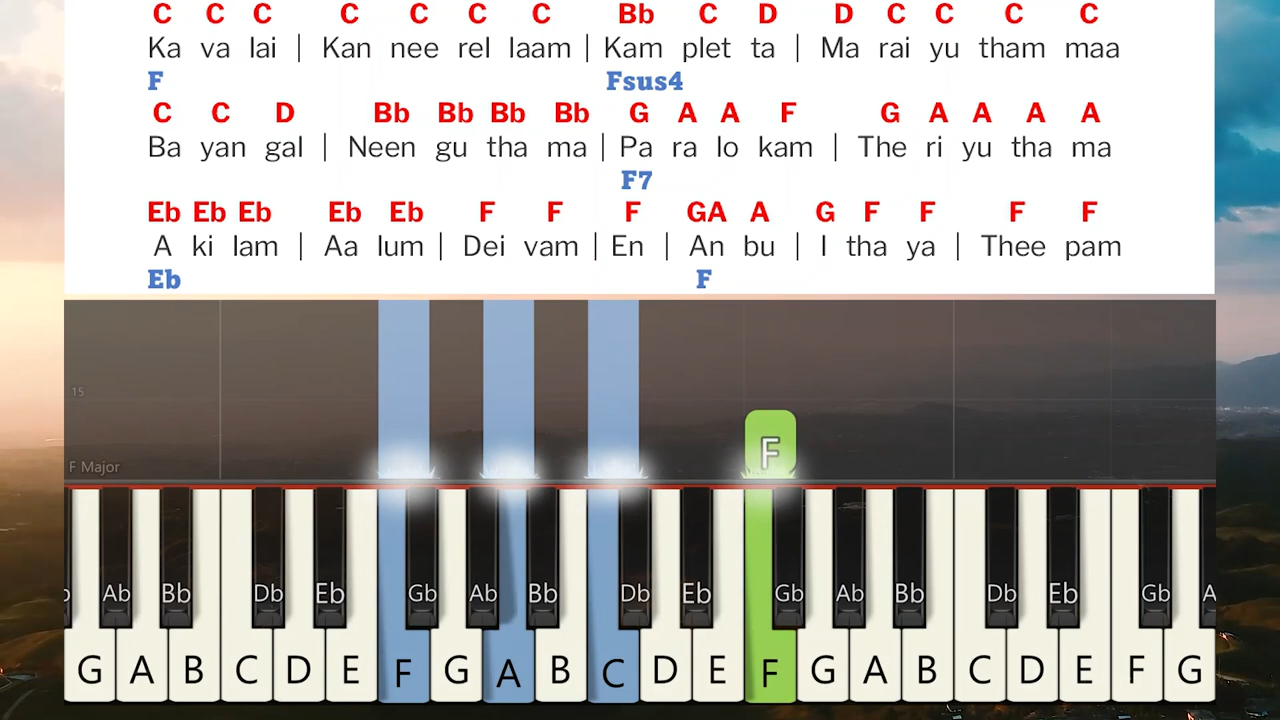 C C C C C C C Bb C D D C C C C
Ka va lai | Kan nee rel laam | Kam plet ta | Ma rai yu tham maa
F Fsus4
C C D Bb Bb Bb Bb G A A F G A A A A
Ba yan gal | Neen gu tha ma | Pa ra lo kam | The ri yu tha ma
F7
Eb Eb Eb Eb Eb F F F GA A G F F F F
A ki lam | Aa lum | Dei vam | En | An bu | I tha ya | Thee pam
Eb F
15
F
F Major
b Ab Bb Db Eb Gb Ab Bb Db Eb Gb Ab Bb Db Eb Gb A
G A B C D E F G A B C D E F G A B C D E F G